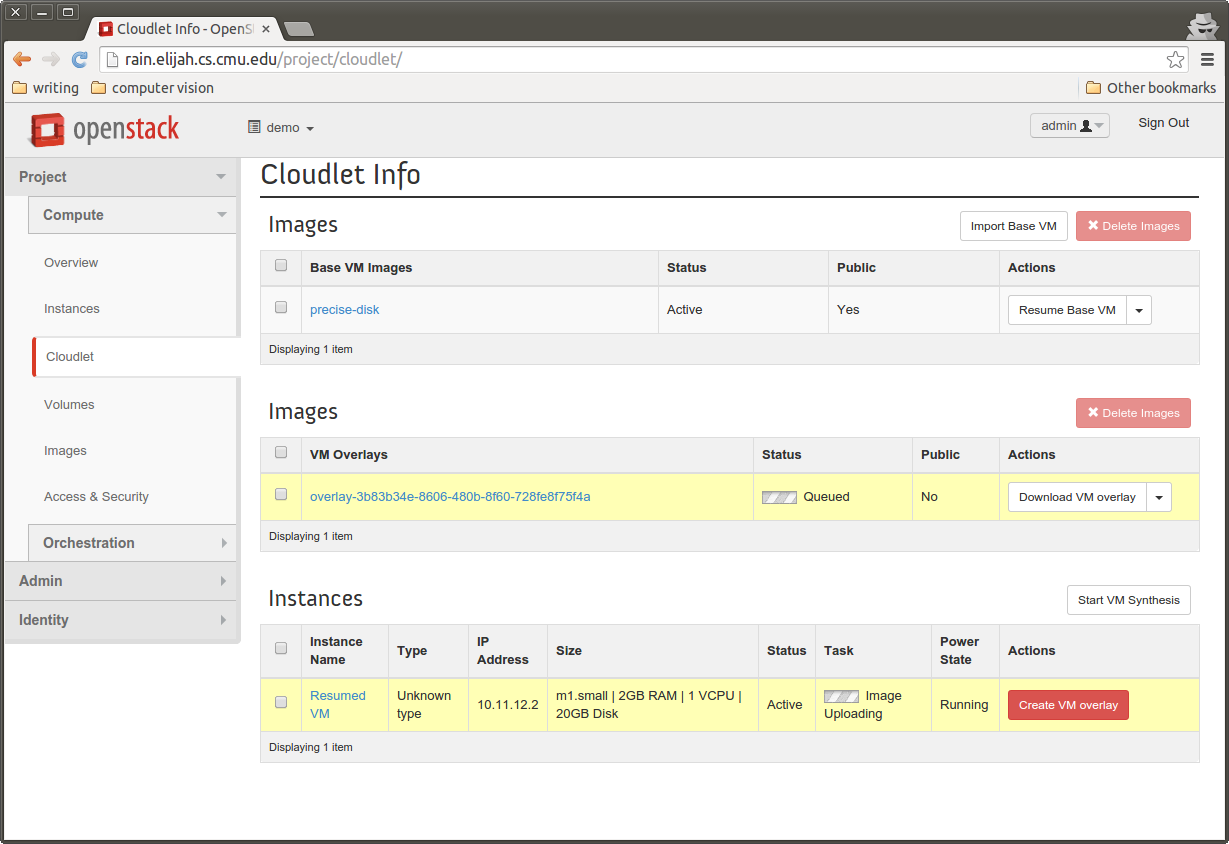 Cloudlet Info - OpenS
rain.elijah.cs.cmu.edu/project/cloudlet/
writing computer vision Other bookmarks
openstack demo admin Sign Out
Project
Compute
Overview
Instances
Cloudlet
Volumes
Images
Access & Security
Orchestration
Admin
Identity
Cloudlet Info
Images Import Base VM Delete Images
Base VM Images Status Public Actions
precise-disk Active Yes Resume Base VM
Displaying 1 item
Images Delete Images
VM Overlays Status Public Actions
overlay-3b83b34e-8606-480b-8f60-728fe8f75f4a Queued No Download VM overlay
Displaying 1 item
Instances Start VM Synthesis
Instance Name Type IP Address Size Status Task Power State Actions
Resumed VM Unknown type 10.11.12.2 m1.small | 2GB RAM | 1 VCPU | 20GB Disk Active Image Uploading Running Create VM overlay
Displaying 1 item